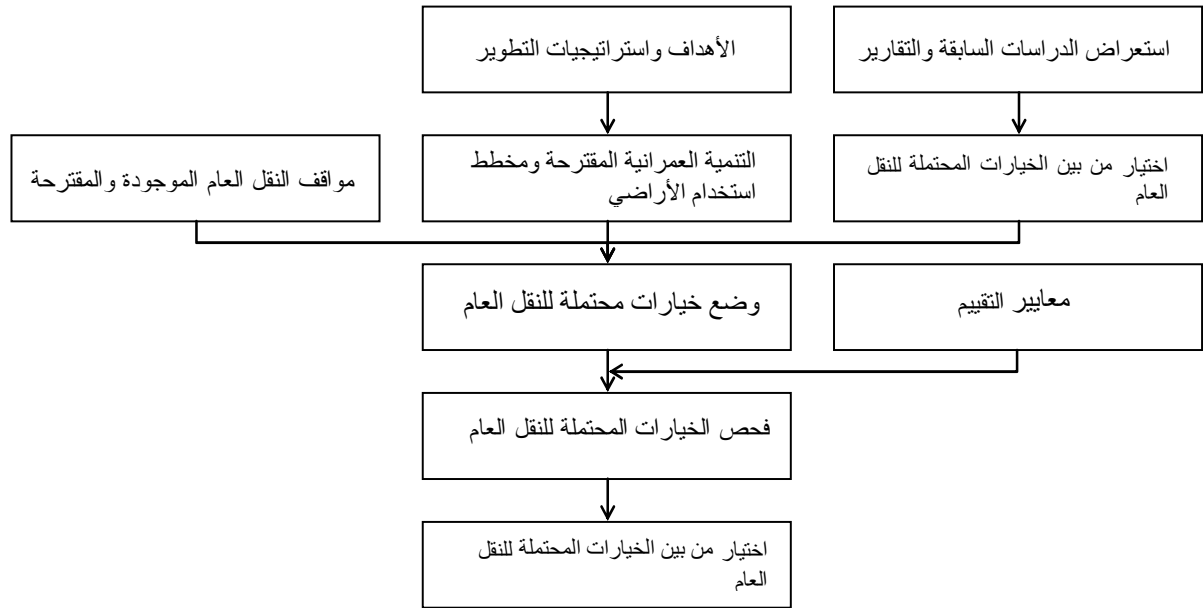 استعراض الدراسات السابقة والتقارير
الأهداف واستراتيجيات التطوير
اختيار من بين الخيارات المحتملة للنقل
العام
التنمية العمرانية المقترحة ومخطط
استخدام الأراضي
مواقف النقل العام الموجودة والمقترحة
معايير التقييم
وضع خيارات محتملة للنقل العام
فحص الخيارات المحتملة للنقل العام
اختيار من بين الخيارات المحتملة للنقل
العام